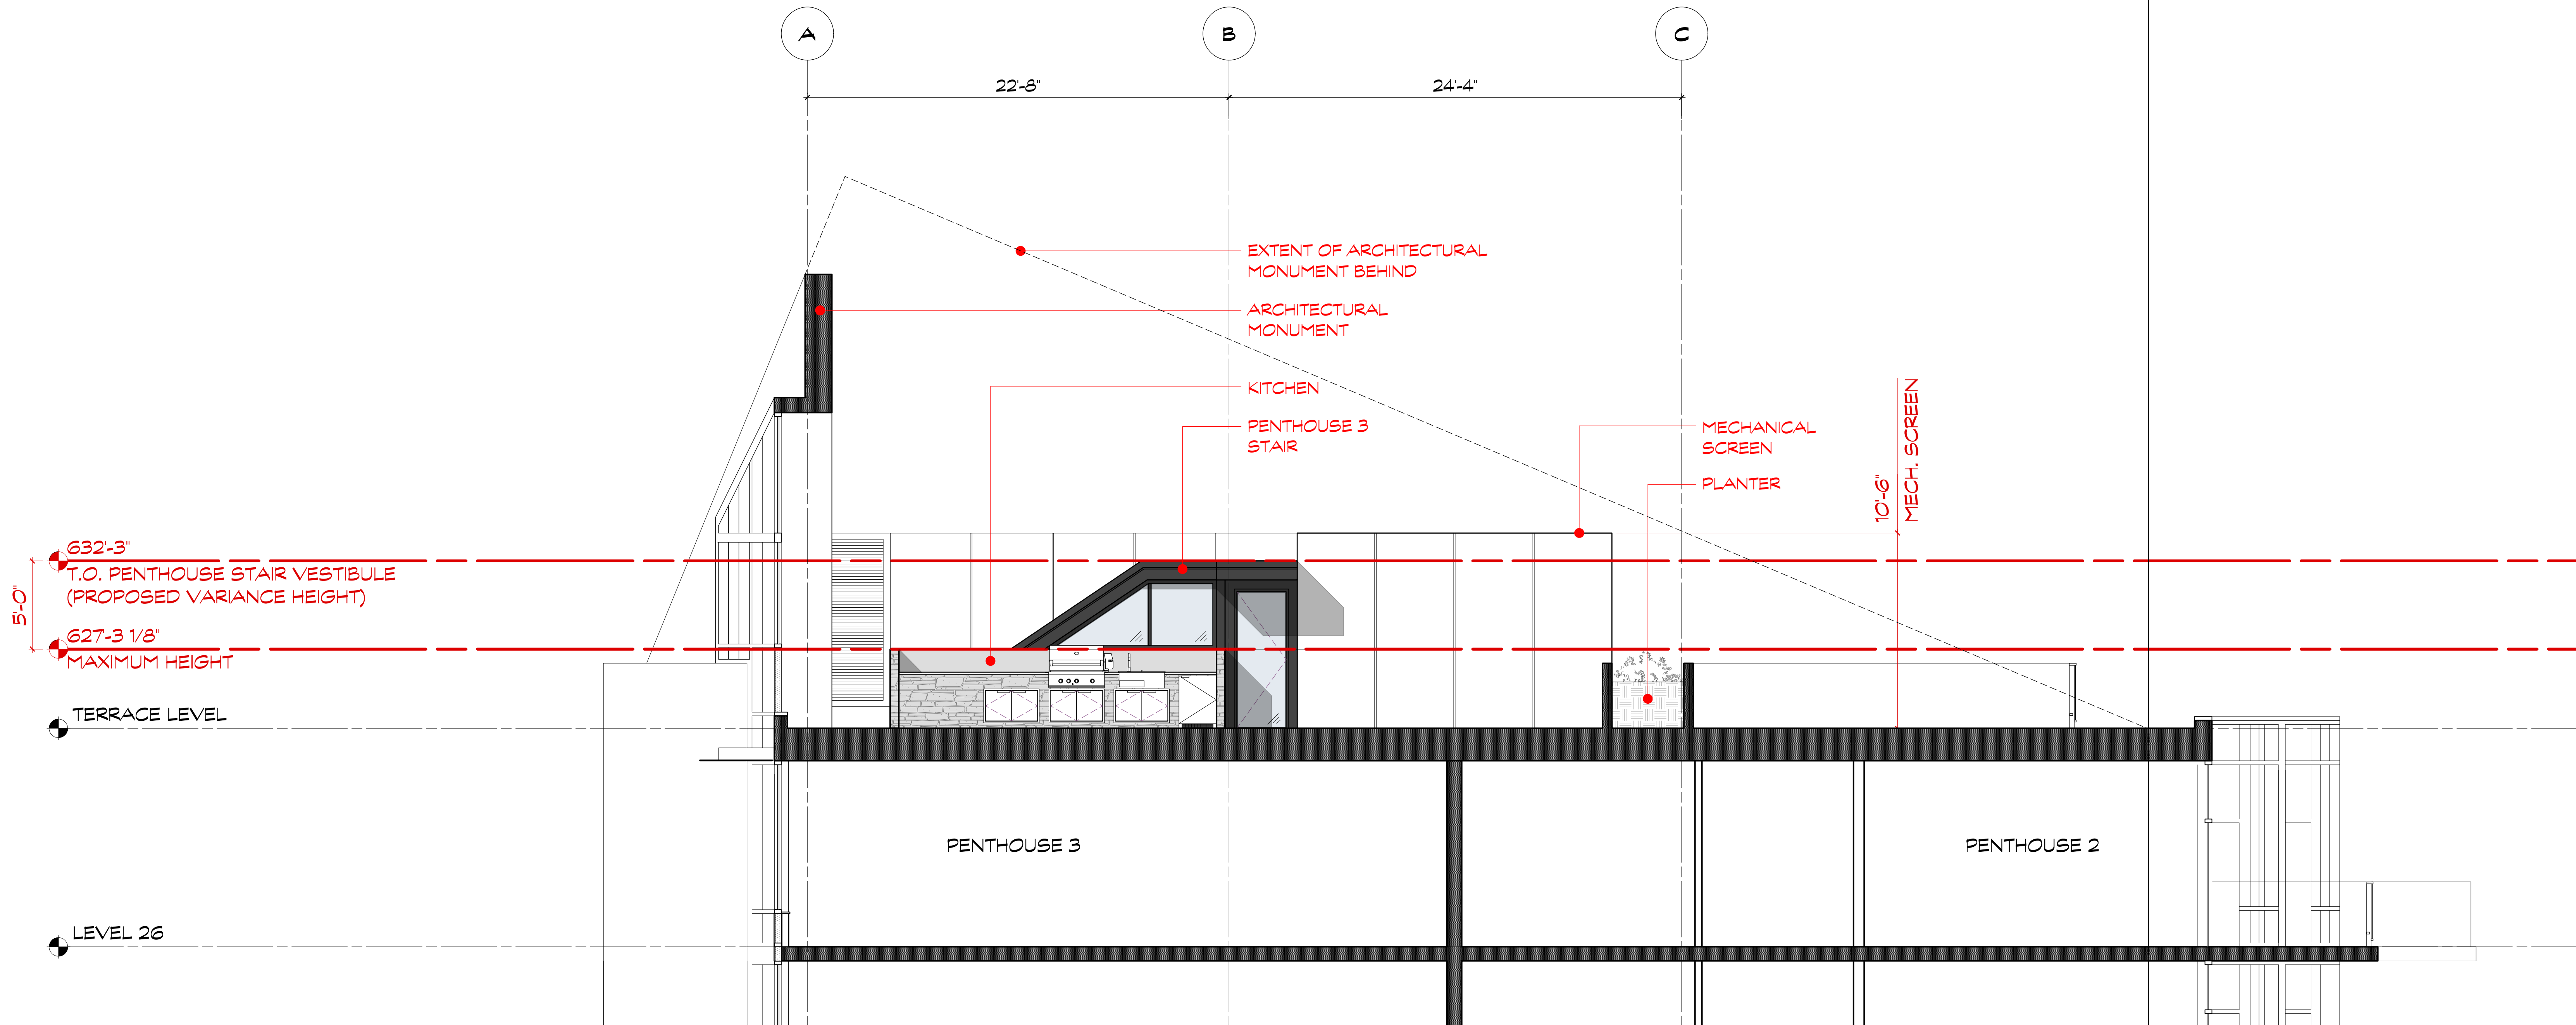 A
B
C
22'-8"
24'-4"
EXTENT OF ARCHITECTURAL
MONUMENT BEHIND
ARCHITECTURAL
MONUMENT
KITCHEN
PENTHOUSE 3
STAIR
MECHANICAL
SCREEN
PLANTER
10'-6"
MECH. SCREEN
632'-3"
T.O. PENTHOUSE STAIR VESTIBULE
(PROPOSED VARIANCE HEIGHT)
5'-0"
627'-3 1/8"
MAXIMUM HEIGHT
TERRACE LEVEL
PENTHOUSE 3
PENTHOUSE 2
LEVEL 26